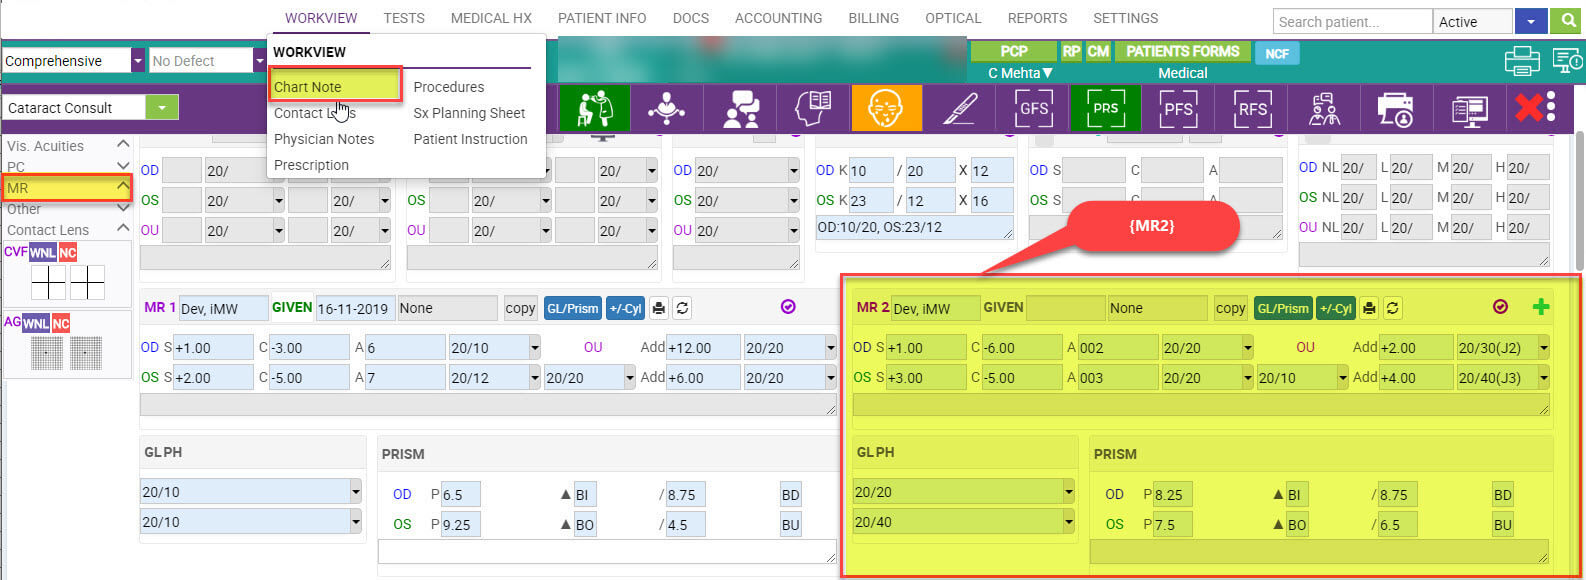 WORKVIEW TESTS MEDICAL HX PATIENT INFO DOCS ACCOUNTING BILLING OPTICAL REPORTS SETTINGS Search patient... Active
WORKVIEW
Chart Note Procedures
Contact Le s Sx Planning Sheet
Physician Notes Patient Instruction
Prescription
Comprehensive No Defect PCP RP CM PATIENTS FORMS NCF
C Mehta▼ Medical
Cataract Consult GFS PRS PFS RFS
Vis. Acuities
PC
MR
Other
Contact Lens
CVF WNL NC
AG WNL NC
OD 20/ 20/ 20/ 20/ OD K 10 / 20 X 12 OD S C A OD NL 20/ L 20/ M 20/ H 20/
OS 20/ 20/ OS 20/ 20/ OS 20/ OS K 23 / 12 X 16 OS S C A OS NL 20/ L 20/ M 20/ H 20/
OU 20/ 20/ OU 20/ 20/ OU 20/ OD:10/20, OS:23/12 OU NL 20/ L 20/ M 20/ H 20/
{MR2}
MR 1 Dev, iMW GIVEN 16-11-2019 None copy GL/Prism +/-Cyl
OD S +1.00 C -3.00 A 6 20/10 OU Add +12.00 20/20
OS S +2.00 C -5.00 A 7 20/12 20/20 Add +6.00 20/20
GLPH PRISM
20/10
20/10
OD P 6.5 ▲ BI / 8.75 BD
OS P 9.25 ▲ BO / 4.5 BU
MR 2 Dev, iMW GIVEN None copy GL/Prism +/-Cyl
OD S +1.00 C -6.00 A 002 20/20 OU Add +2.00 20/30(J2)
OS S +3.00 C -5.00 A 003 20/20 20/10 Add +4.00 20/40(J3)
GLPH PRISM
20/20
20/40
OD P 8.25 ▲ BI / 8.75 BD
OS P 7.5 ▲ BO / 6.5 BU